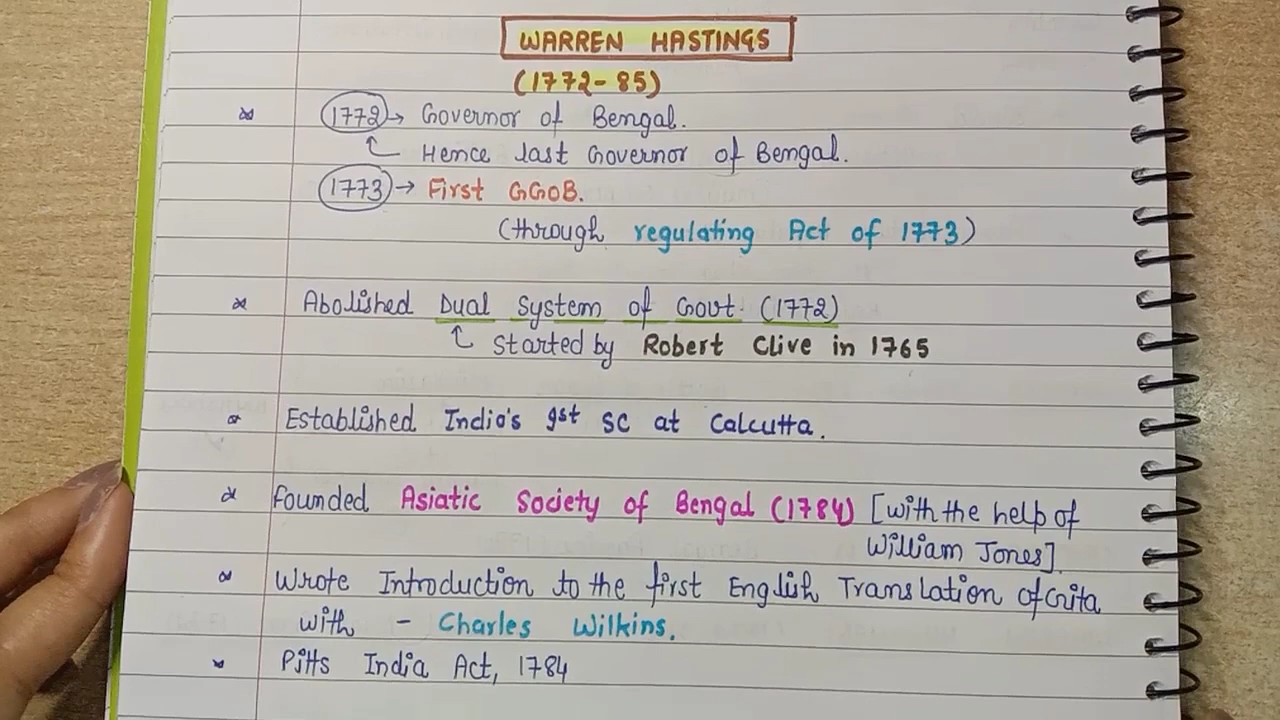 WARREN HASTINGS
(1772-85)
1772 → Governor of Bengal.
Hence last Governor of Bengal.
1773 → First GGOB.
(through regulating Act of 1773)
Abolished Dual System of Govt. (1772)
Started by Robert Clive in 1765
Established India's 1st SC at Calcutta.
founded Asiatic Society of Bengal (1784) [with the help of
William Jones].
Wrote Introduction to the first English Translation of Gita
with - Charles Wilkins.
Pitts India Act, 1784